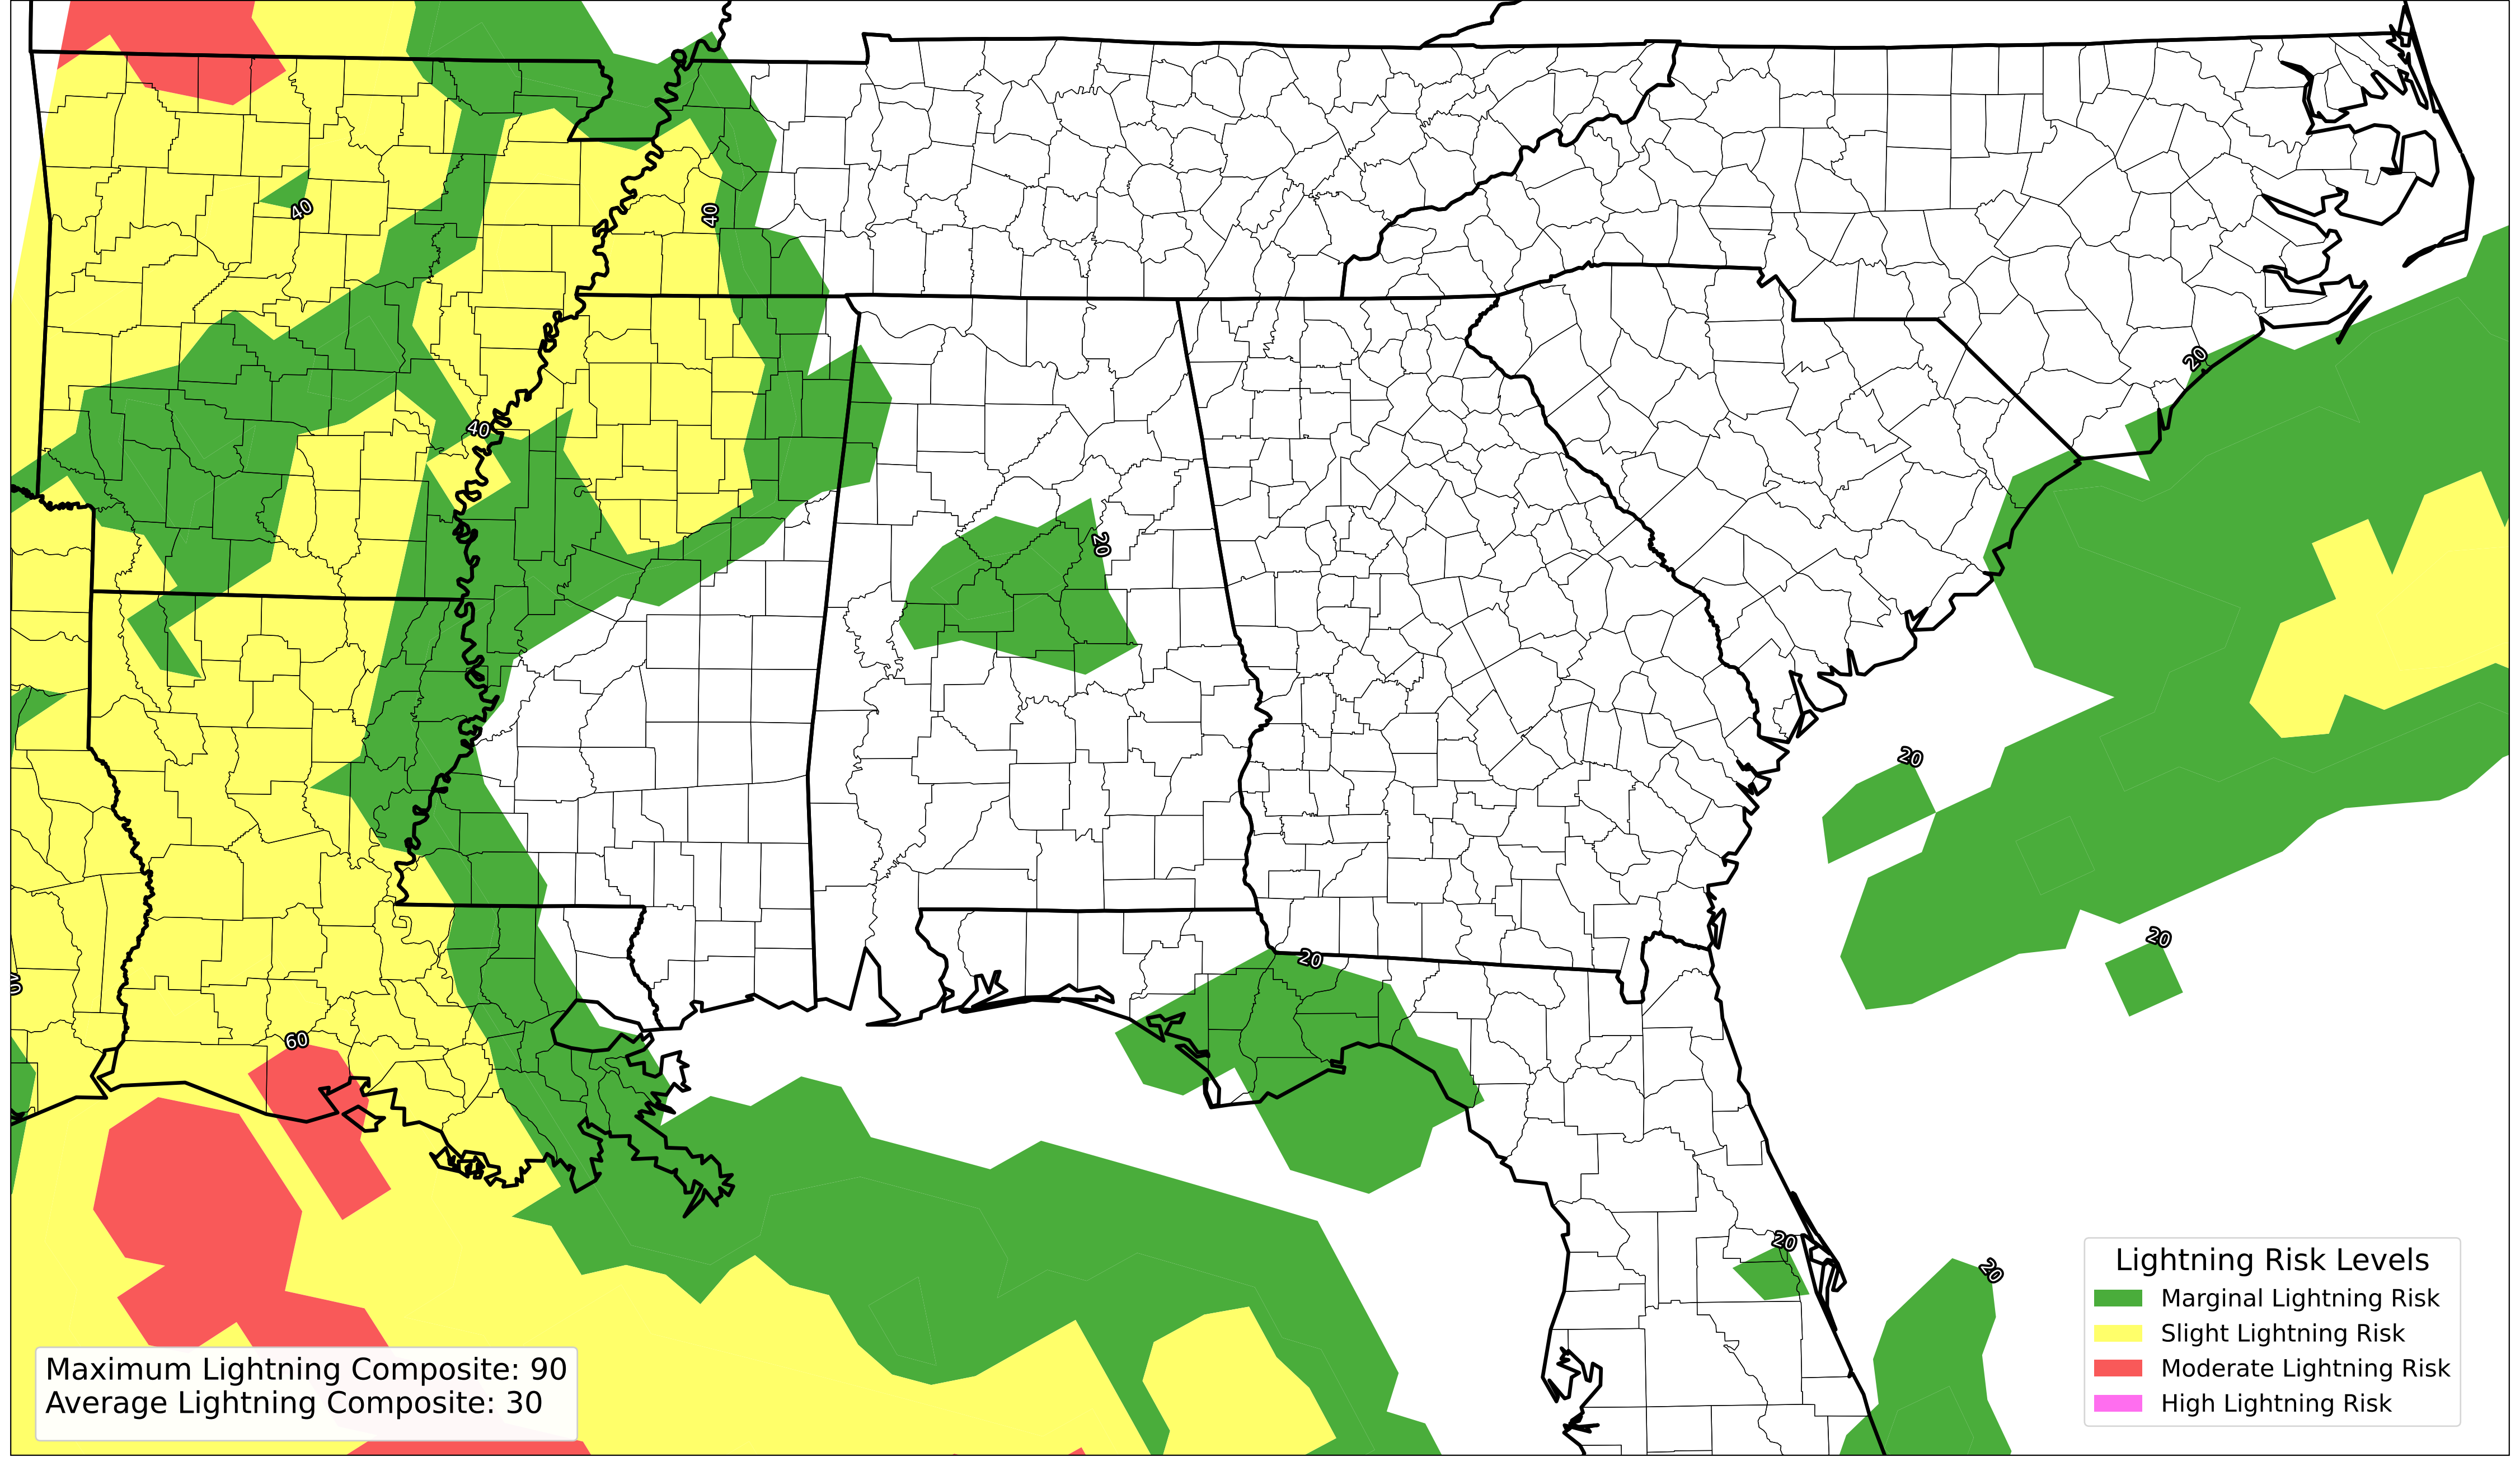 40
40
20
40
20
20
20
20
60
20
20
Lightning Risk Levels
Marginal Lightning Risk
Slight Lightning Risk
Moderate Lightning Risk
High Lightning Risk
Maximum Lightning Composite: 90
Average Lightning Composite: 30